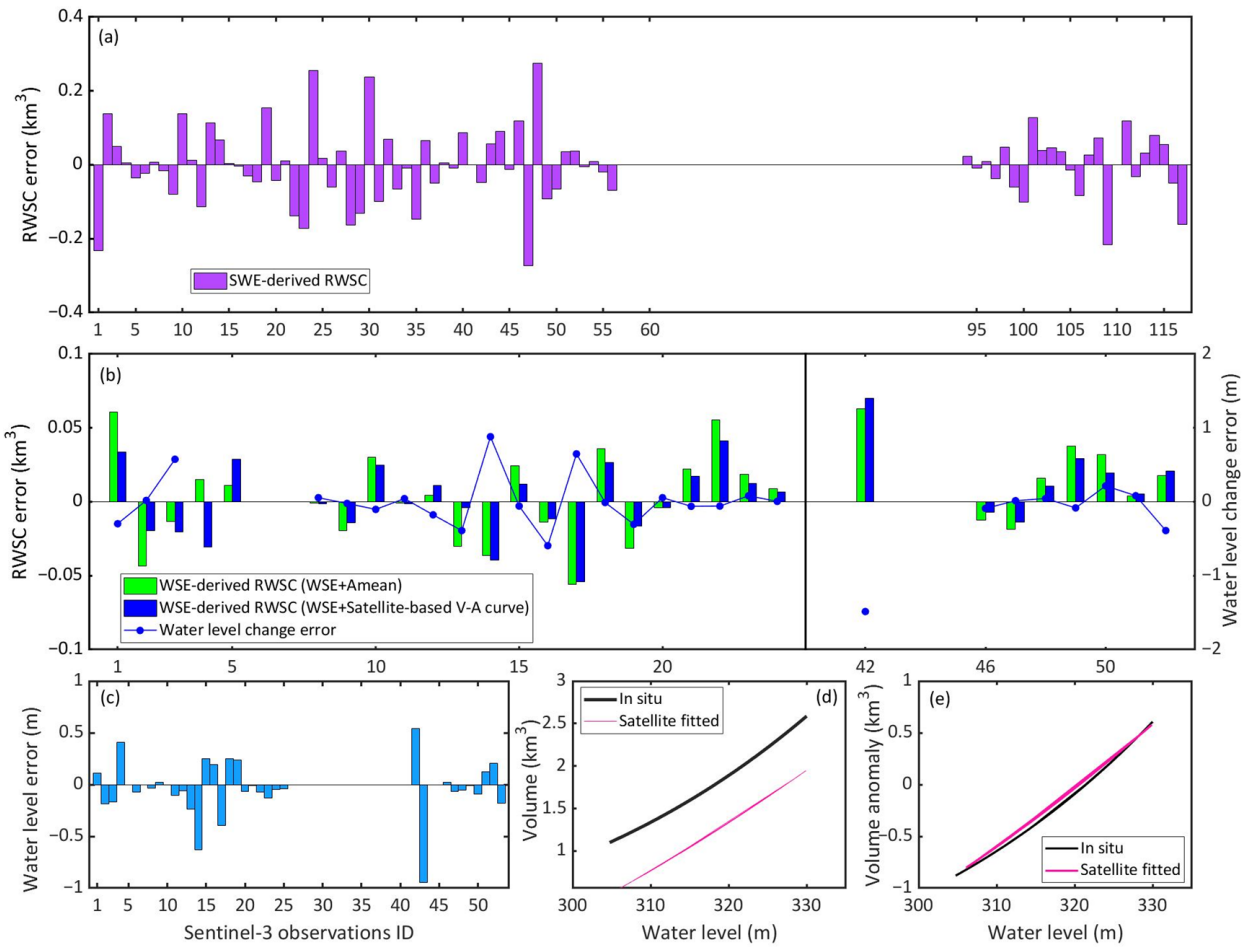 (a)
RWSC error (km³)
0.4
0.2
0
−0.2
−0.4
SWE-derived RWSC
1 5 10 15 20 25 30 35 40 45 50 55 60 95 100 105 110 115
(b)
RWSC error (km³)
0.1
0.05
0
−0.05
−0.1
WSE-derived RWSC (WSE+Amean)
WSE-derived RWSC (WSE+Satellite-based V-A curve)
Water level change error
2
1
0
−1
−2
Water level change error (m)
1 5 10 15 20 42 46 50
(c)
Water level error (m)
1
0.5
0
−0.5
−1
1 5 10 15 20 25 30 35 40 45 50
Sentinel-3 observations ID
(d)
Volume (km³)
3
2.5
2
1.5
1
In situ
Satellite fitted
300 310 320 330
Water level (m)
(e)
Volume anomaly (km³)
1
0.5
0
−0.5
−1
In situ
Satellite fitted
300 310 320 330
Water level (m)